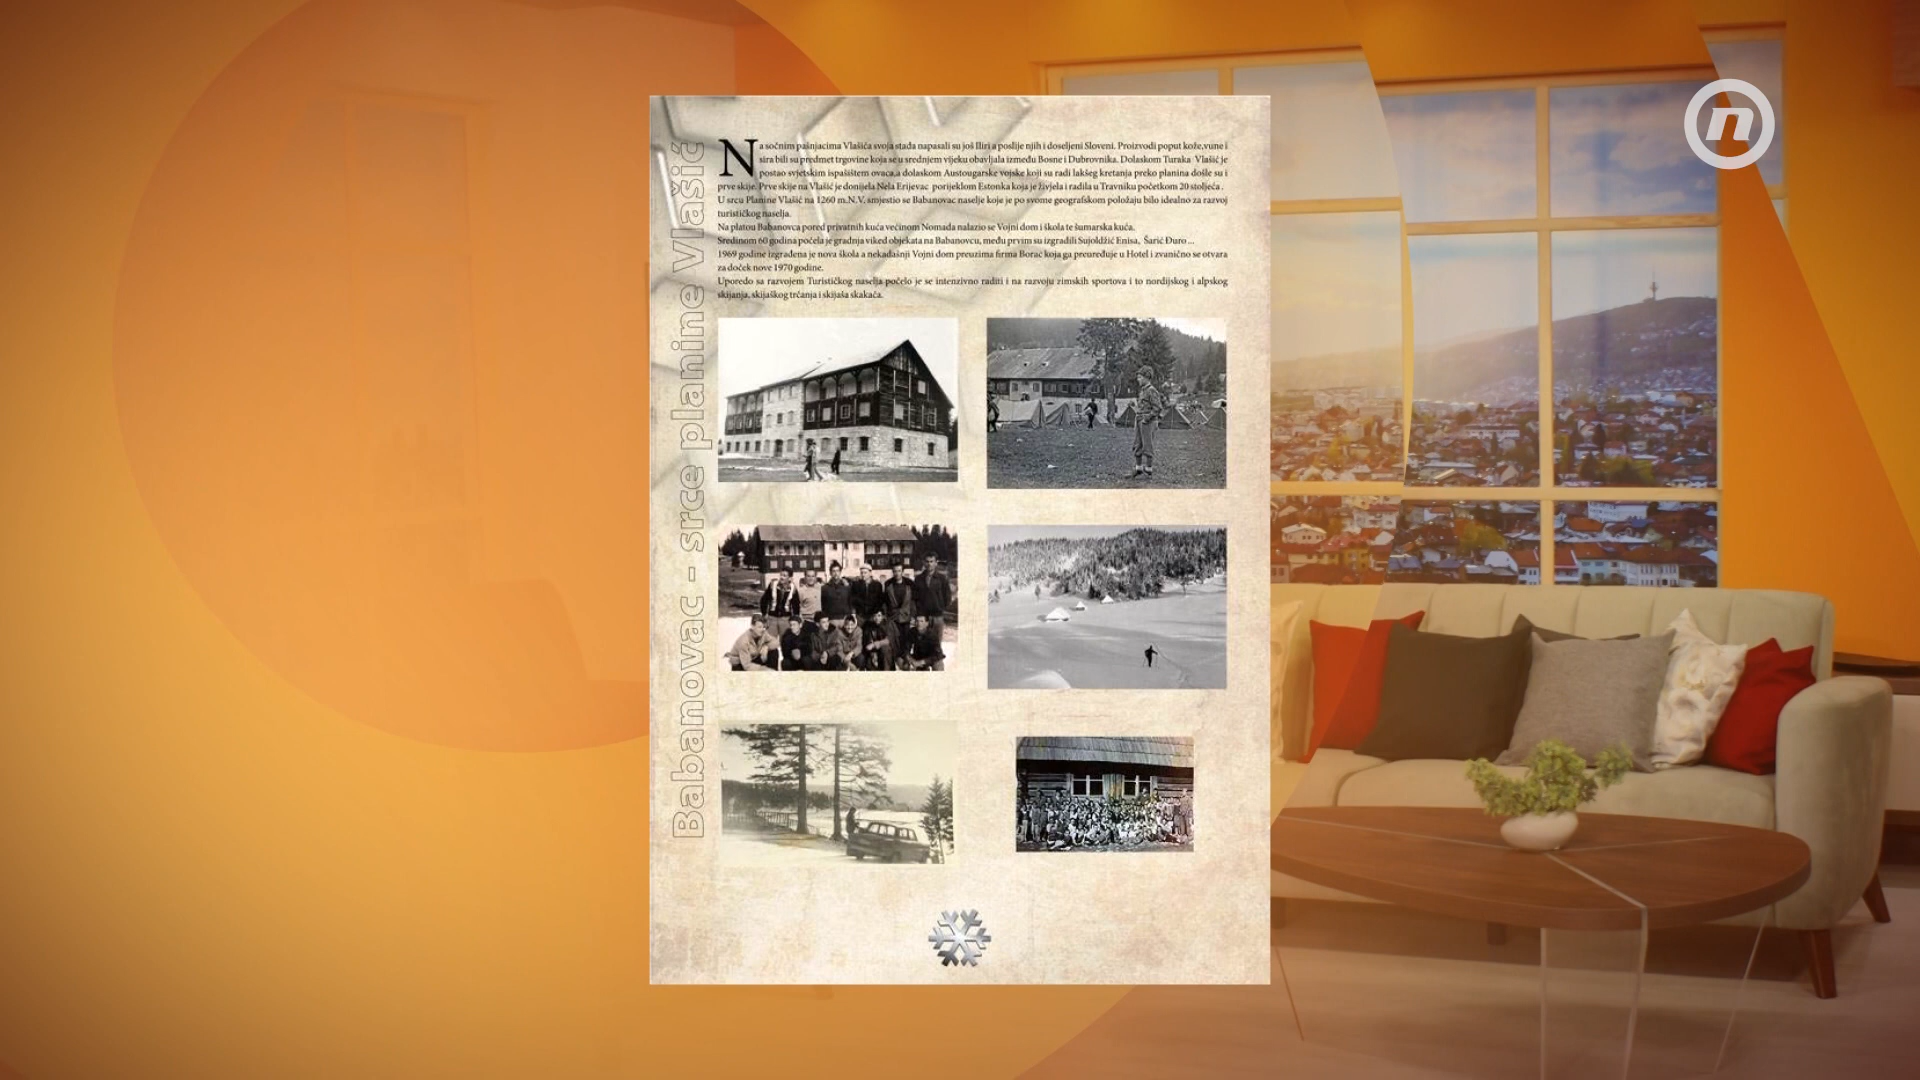 Babanovac - srce planine Vlašić
Na sočnim pašnjacima Vlašića svoja stada napasali su još Iliri a poslije njih i doseljeni Sloveni. Proizvodi poput kože,vune i
sira bili su predmet trgovine koja se u srednjem vijeku obavljala između Bosne i Dubrovnika. Dolaskom Turaka Vlašić je
postao svjetskim ispašištem ovaca,a dolaskom Austougarske vojske koji su radi lakšeg kretanja preko planina došle su i
prve skije. Prve skije na Vlašić je donijela Nela Erijevac porijeklom Estonka koja je živjela i radila u Travniku početkom 20 stoljeća .
U srcu Planine Vlašić na 1260 m.N.V. smjestio se Babanovac naselje koje je po svome geografskom položaju bilo idealno za razvoj
turističkog naselja.
Na platou Babanovca pored privatnih kuća većinom Nomada nalazio se Vojni dom i škola te šumarska kuća.
Sredinom 60 godina počela je gradnja viked objekata na Babanovcu, među prvim su izgradili Sujoldžić Enisa, Šarić Đuro ...
1969 godine izgrađena je nova škola a nekadašnji Vojni dom preuzima firma Borac koja ga preuređuje u Hotel i zvanično se otvara
za doček nove 1970 godine.
Uporedo sa razvojem Turističkog naselja počelo je se intenzivno raditi i na razvoju zimskih sportova i to nordijskog i alpskog
skijanja, skijaškog trčanja i skijaša skakača.
n